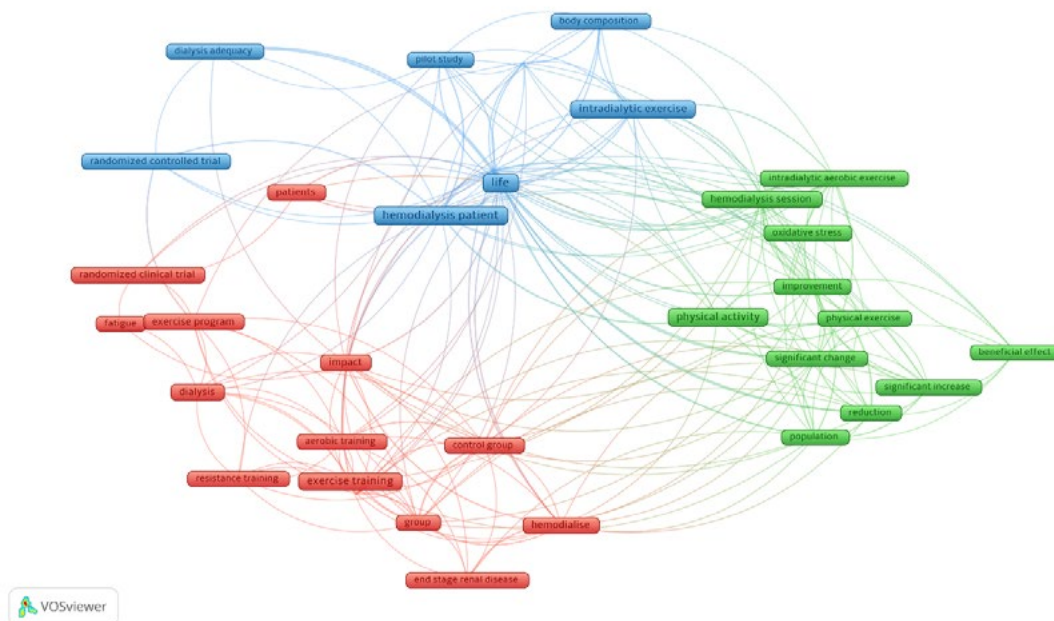 body composition
dialysis adequacy
pilot study
intradialytic exercise
randomized controlled trial
life
patients
hemodialysis patient
intradialytic aerobic exercise
hemodialysis session
oxidative stress
randomized clinical trial
improvement
fatigue
exercise program
physical activity
physical exercise
impact
significant change
beneficial effect
dialysis
significant increase
reduction
aerobic training
control group
population
resistance training
exercise training
group
hemodialise
end stage renal disease
VOSviewer